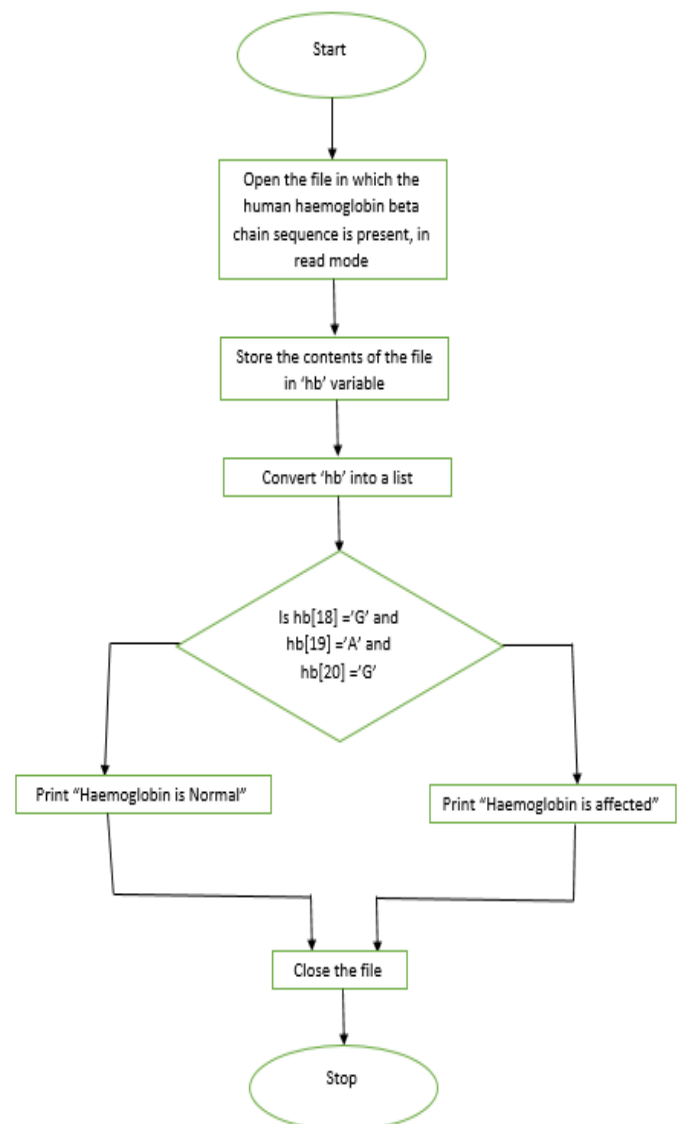 Start
Open the file in which the
human haemoglobin beta
chain sequence is present, in
read mode
Store the contents of the file
in ‘hb’ variable
Convert ‘hb’ into a list
Is hb[18] =‘G’ and
hb[19] =‘A’ and
hb[20] =‘G’
Print “Haemoglobin is Normal”
Print “Haemoglobin is affected”
Close the file
Stop